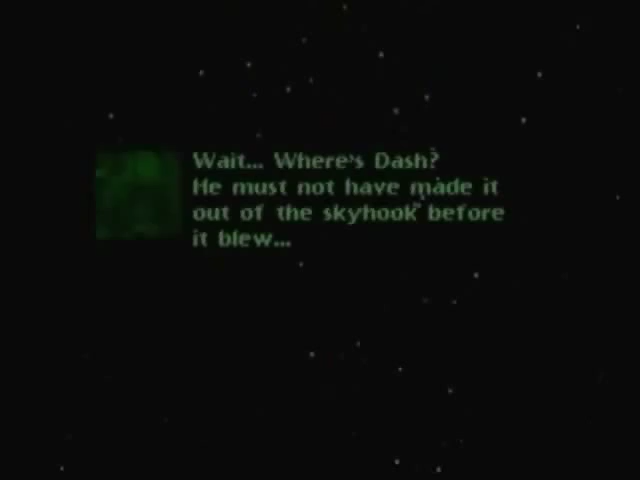 Wait... Where's Dash?
He must not have made it
out of the skyhook before
it blew...